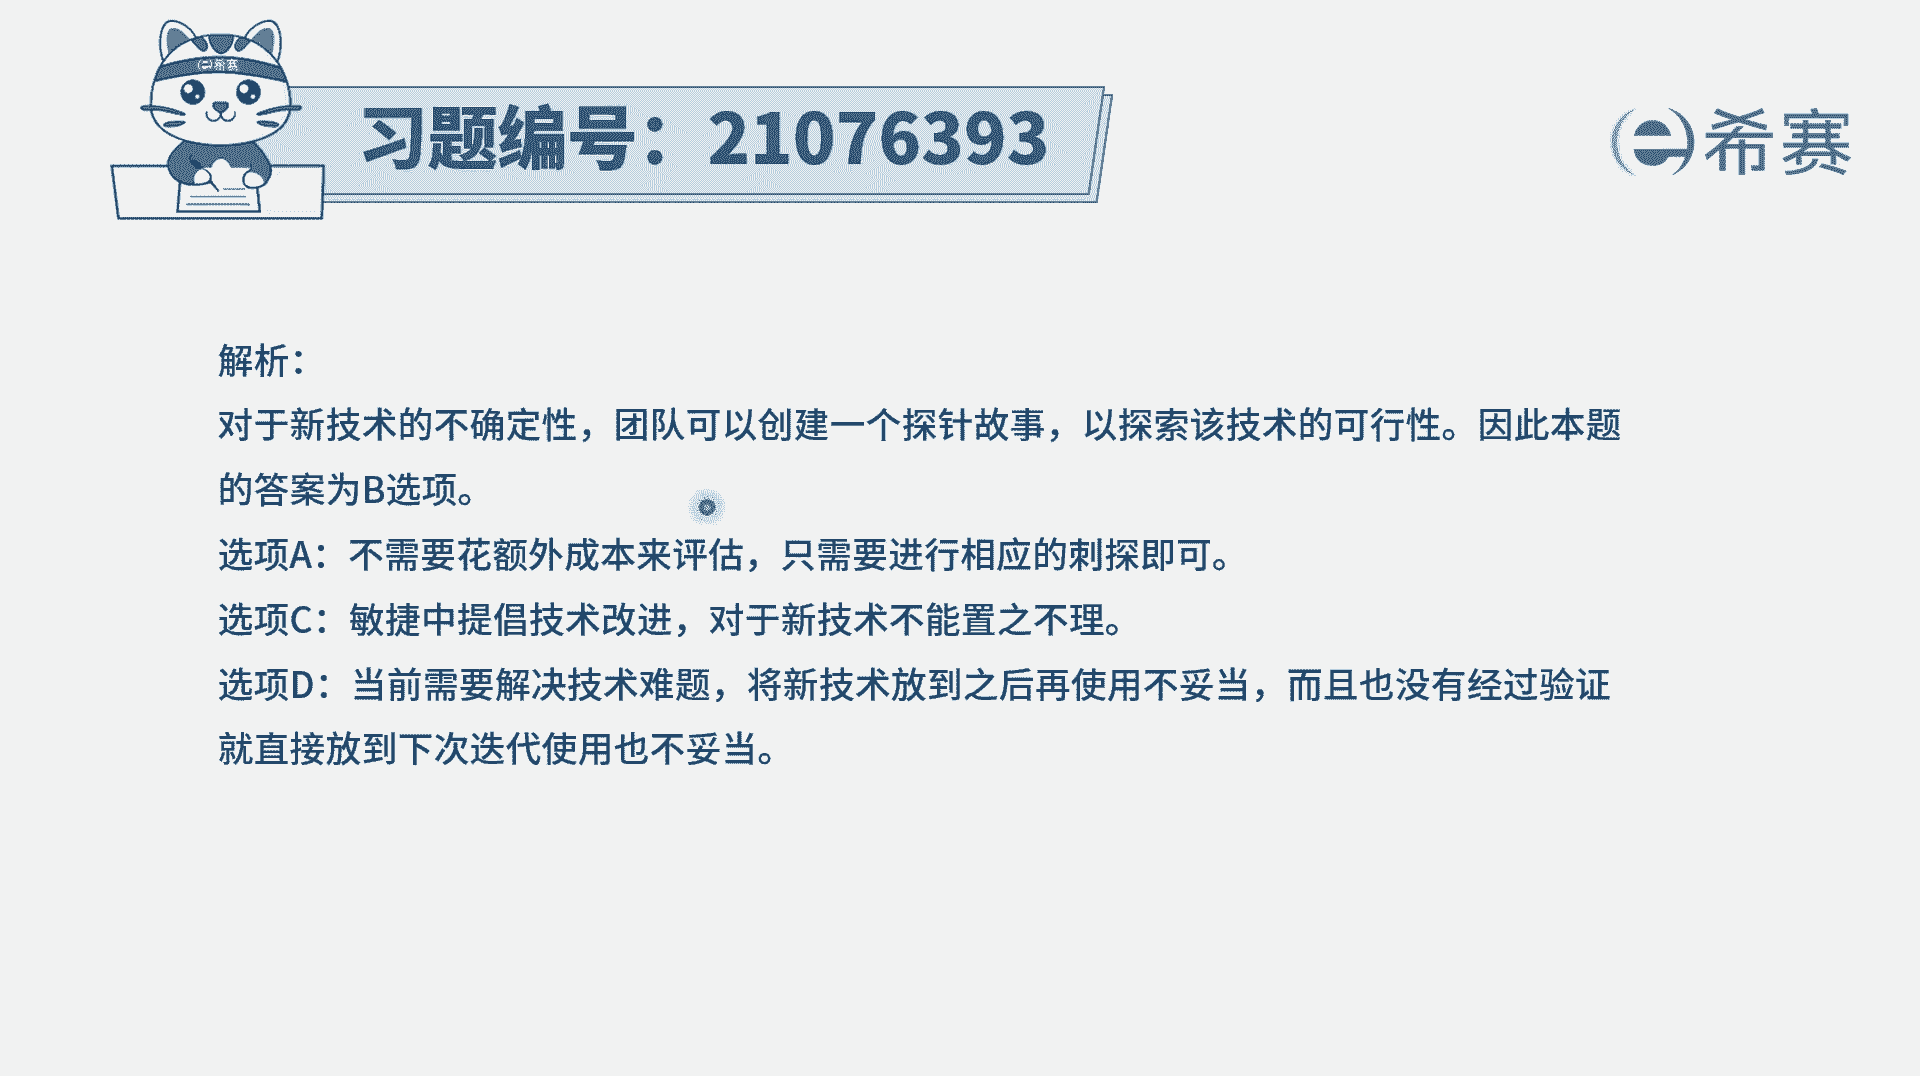 希赛
习题编号：21076393
希赛
解析：
对于新技术的不确定性，团队可以创建一个探针故事，以探索该技术的可行性。因此本题
的答案为B选项。
选项A：不需要花额外成本来评估，只需要进行相应的刺探即可。
选项C：敏捷中提倡技术改进，对于新技术不能置之不理。
选项D：当前需要解决技术难题，将新技术放到之后再使用不妥当，而且也没有经过验证
就直接放到下次迭代使用也不妥当。